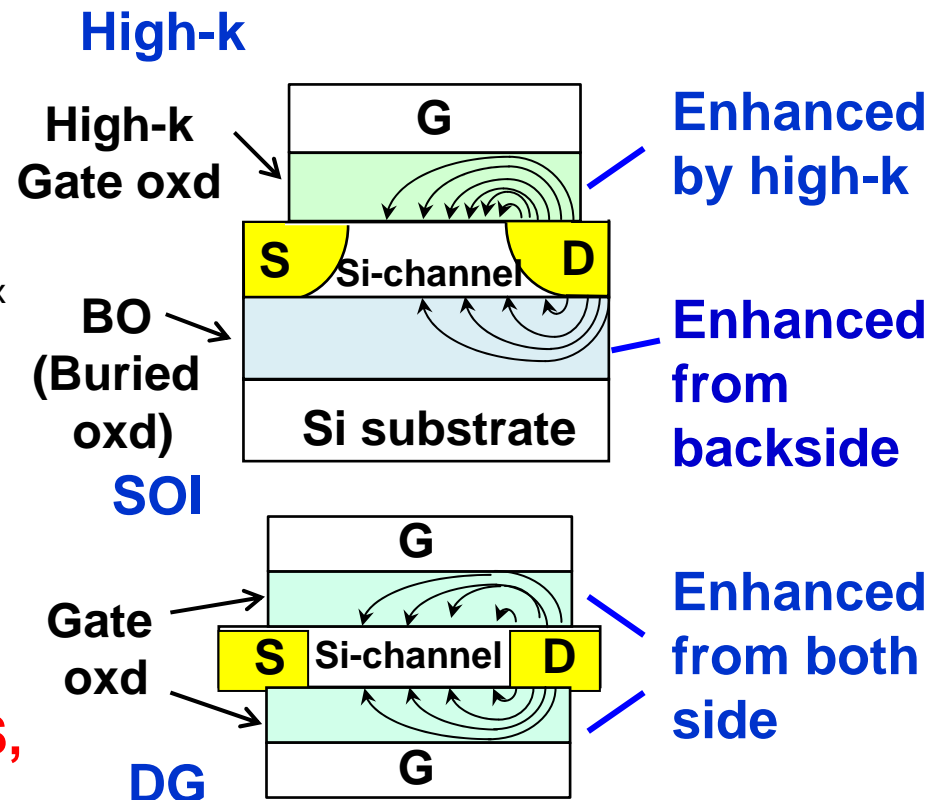 High-k
High-k
Gate oxd
G
Enhanced
by high-k
S
Si-channel
D
x
BO
(Buried
oxd)
Enhanced
from
backside
Si substrate
SOI
G
Gate
oxd
S
Si-channel
D
Enhanced
from both
side
S,
G
DG